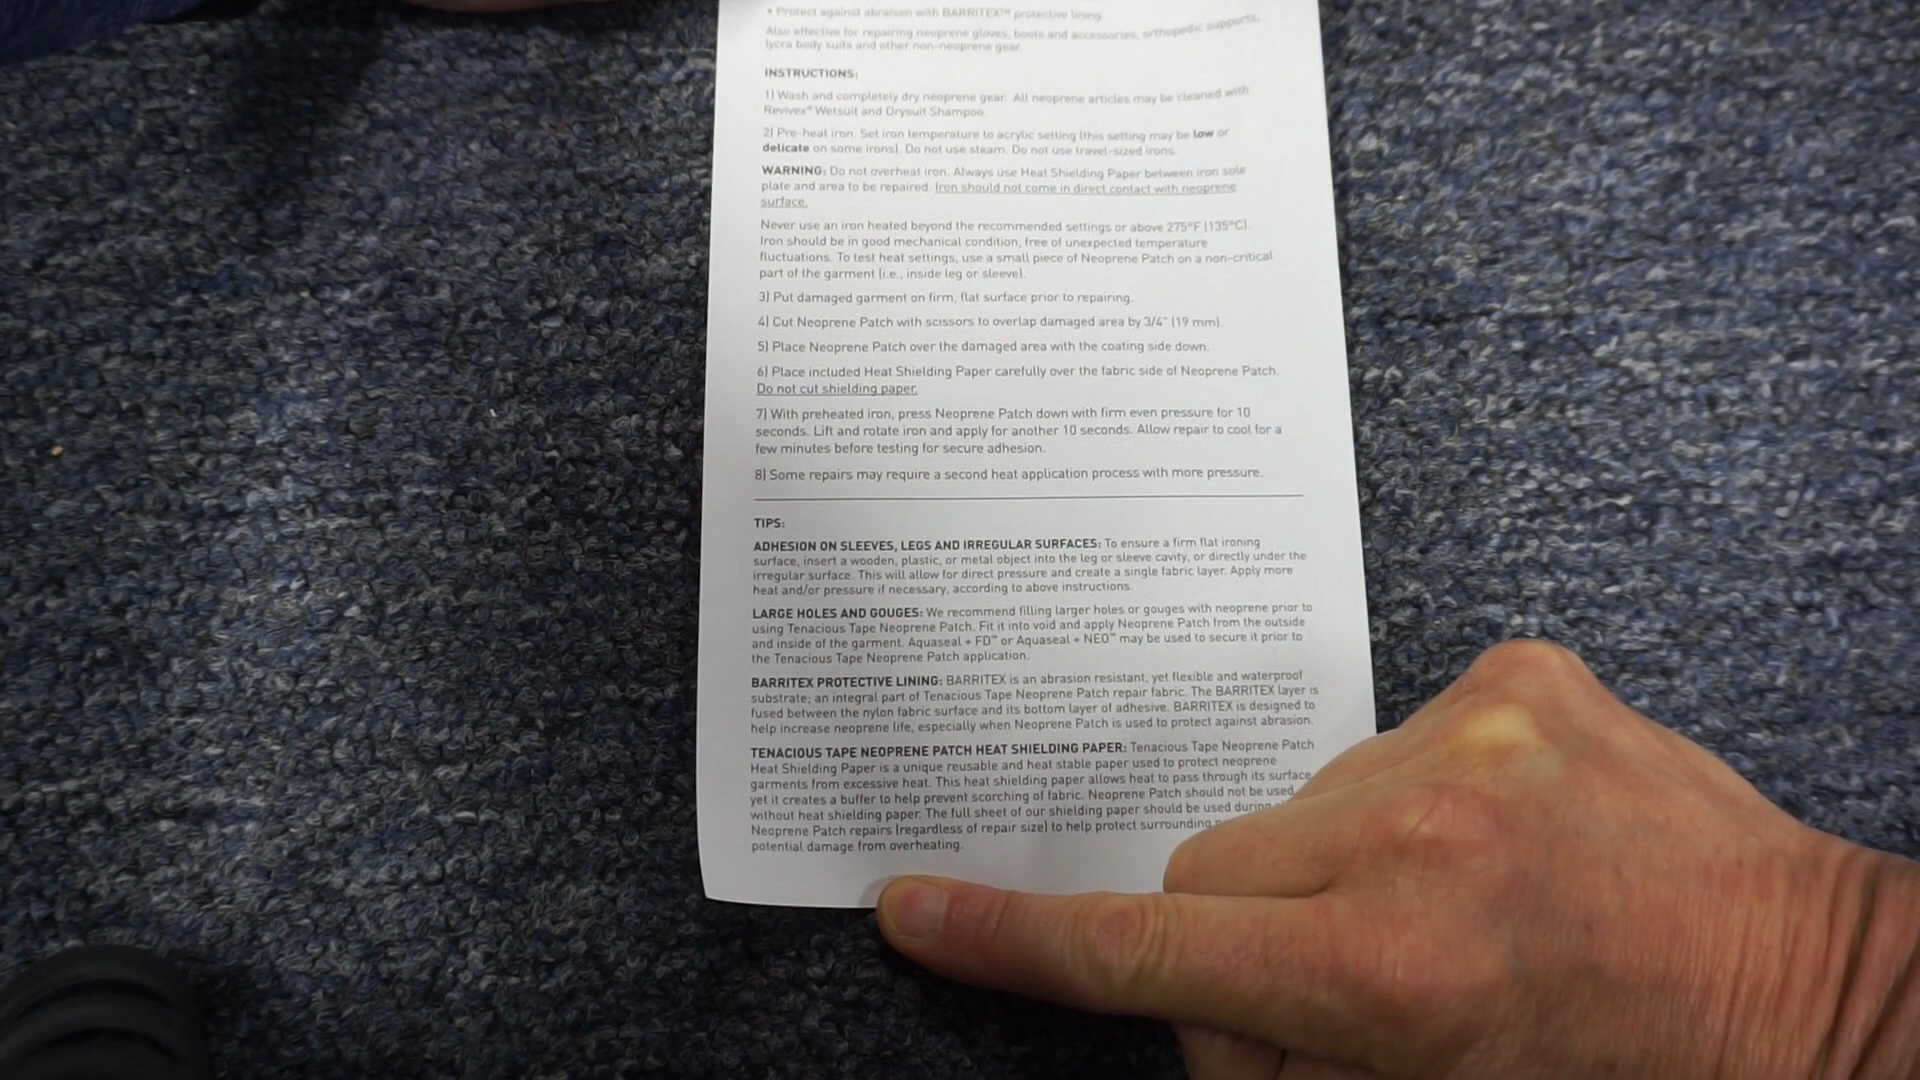 • Protect against abraison with BARRITEX™ protective lining.
Also effective for repairing neoprene gloves, boots and accessories, orthopedic supports,
lycra body suits and other non-neoprene gear.
INSTRUCTIONS:
1) Wash and completely dry neoprene gear. All neoprene articles may be cleaned with
Revivex® Wetsuit and Drysuit Shampoo.
2) Pre-heat iron. Set iron temperature to acrylic setting (this setting may be low or
delicate on some irons). Do not use steam. Do not use travel-sized irons.
WARNING: Do not overheat iron. Always use Heat Shielding Paper between iron sole
plate and area to be repaired. Iron should not come in direct contact with neoprene
surface.
Never use an iron heated beyond the recommended settings or above 275°F (135°C).
Iron should be in good mechanical condition, free of unexpected temperature
fluctuations. To test heat settings, use a small piece of Neoprene Patch on a non-critical
part of the garment (i.e., inside leg or sleeve).
3) Put damaged garment on firm, flat surface prior to repairing.
4) Cut Neoprene Patch with scissors to overlap damaged area by 3/4" (19 mm).
5) Place Neoprene Patch over the damaged area with the coating side down.
6) Place included Heat Shielding Paper carefully over the fabric side of Neoprene Patch.
Do not cut shielding paper.
7) With preheated iron, press Neoprene Patch down with firm even pressure for 10
seconds. Lift and rotate iron and apply for another 10 seconds. Allow repair to cool for a
few minutes before testing for secure adhesion.
8) Some repairs may require a second heat application process with more pressure.
TIPS:
ADHESION ON SLEEVES, LEGS AND IRREGULAR SURFACES: To ensure a firm flat ironing
surface, insert a wooden, plastic, or metal object into the leg or sleeve cavity, or directly under the
irregular surface. This will allow for direct pressure and create a single fabric layer. Apply more
heat and/or pressure if necessary, according to above instructions.
LARGE HOLES AND GOUGES: We recommend filling larger holes or gouges with neoprene prior to
using Tenacious Tape Neoprene Patch. Fit it into void and apply Neoprene Patch from the outside
and inside of the garment. Aquaseal + FD™ or Aquaseal + NEO™ may be used to secure it prior to
the Tenacious Tape Neoprene Patch application.
BARRITEX PROTECTIVE LINING: BARRITEX is an abrasion resistant, yet flexible and waterproof
substrate; an integral part of Tenacious Tape Neoprene Patch repair fabric. The BARRITEX layer is
fused between the nylon fabric surface and its bottom layer of adhesive. BARRITEX is designed to
help increase neoprene life, especially when Neoprene Patch is used to protect against abrasion.
TENACIOUS TAPE NEOPRENE PATCH HEAT SHIELDING PAPER: Tenacious Tape Neoprene Patch
Heat Shielding Paper is a unique reusable and heat stable paper used to protect neoprene
garments from excessive heat. This heat shielding paper allows heat to pass through its surface
yet it creates a buffer to help prevent scorching of fabric. Neoprene Patch should not be used
without heat shielding paper. The full sheet of our shielding paper should be used during
Neoprene Patch repairs (regardless of repair size) to help protect surrounding
potential damage from overheating.